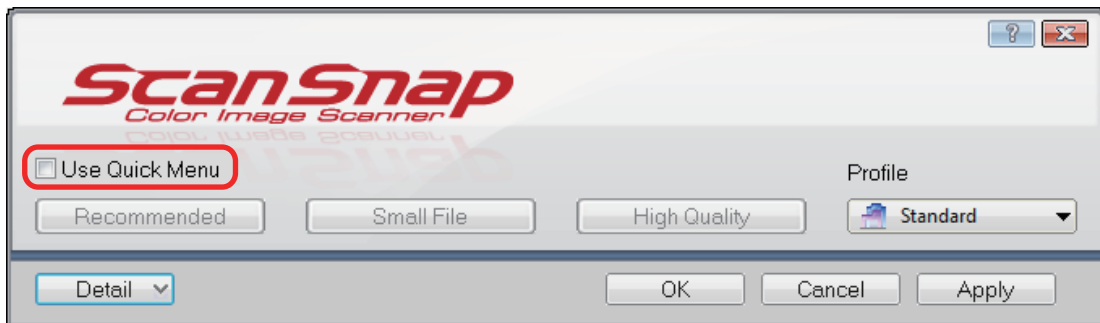 ?
ScanSnap
Color Image Scanner
Use Quick Menu
Profile
Recommended Small File High Quality Standard
Detail OK Cancel Apply